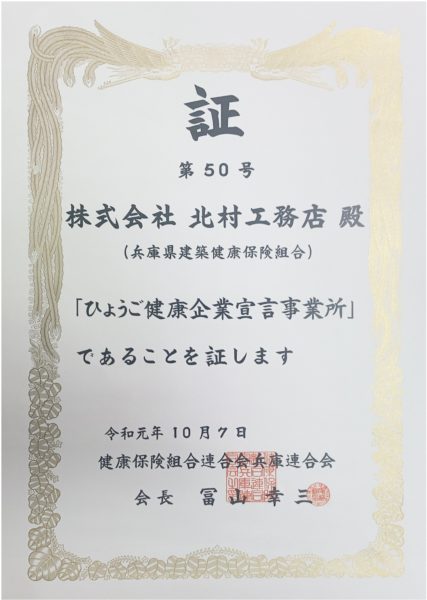 証
第50号
株式会社 北村工務店 殿
(兵庫県建築健康保険組合)
「ひょうご健康企業宣言事業所」
であることを証します
令和元年10月7日
健康保険組合連合会兵庫連合会
会長 冨山幸三